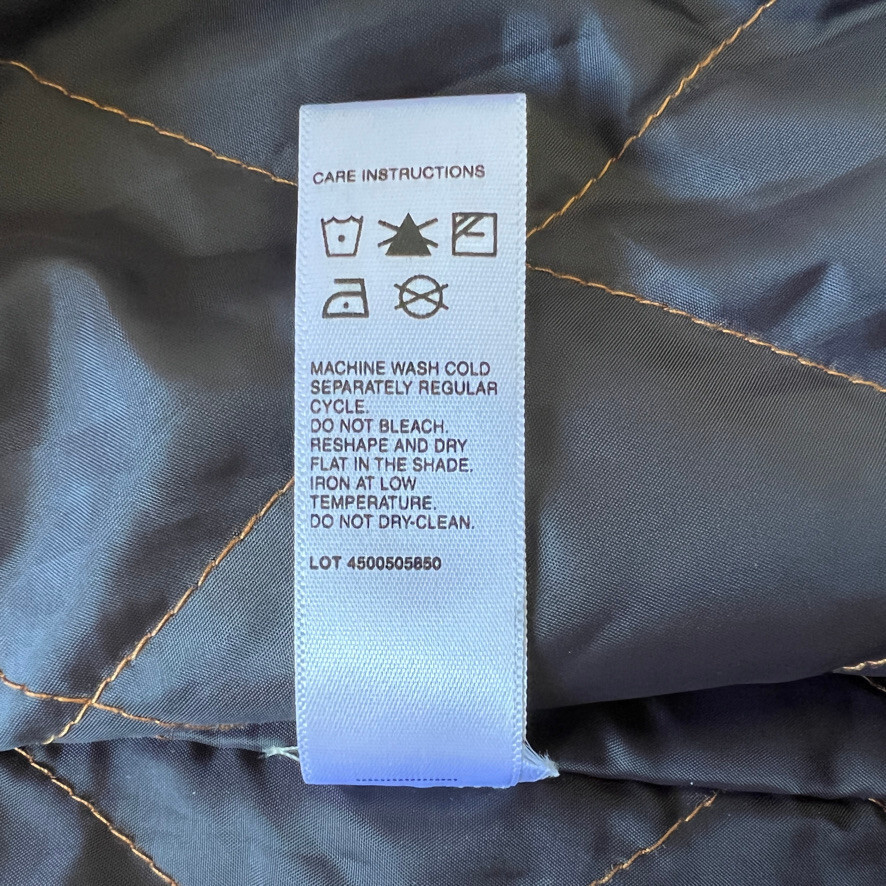 CARE INSTRUCTIONS
MACHINE WASH COLD
SEPARATELY REGULAR
CYCLE.
DO NOT BLEACH.
RESHAPE AND DRY
FLAT IN THE SHADE.
IRON AT LOW
TEMPERATURE.
DO NOT DRY-CLEAN.
LOT 4500505850